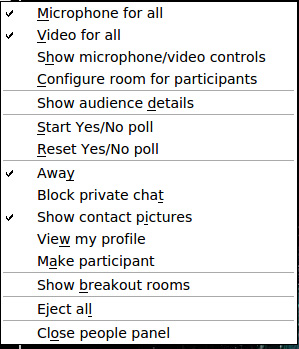 Microphone for all
Video for all
Show microphone/video controls
Configure room for participants
Show audience details
Start Yes/No poll
Reset Yes/No poll
Away
Block private chat
Show contact pictures
View my profile
Make participant
Show breakout rooms
Eject all
Close people panel